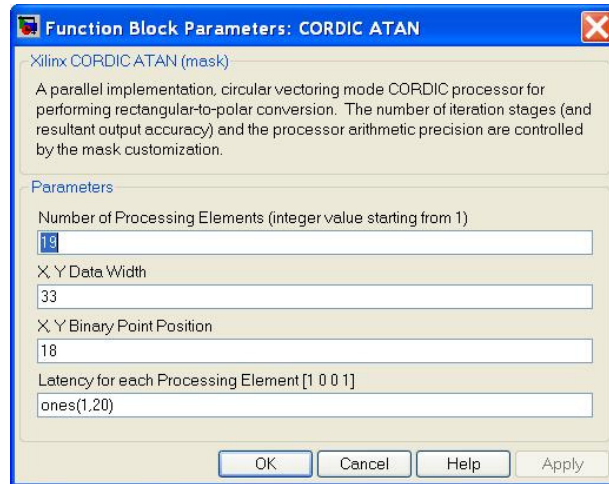 Function Block Parameters: CORDIC ATAN
Xilinx CORDIC ATAN (mask)
A parallel implementation, circular vectoring mode CORDIC processor for
performing rectangular-to-polar conversion. The number of iteration stages (and
resultant output accuracy) and the processor arithmetic precision are controlled
by the mask customization.
Parameters
Number of Processing Elements (integer value starting from 1)
19
X, Y Data Width
33
X, Y Binary Point Position
18
Latency for each Processing Element [1 0 0 1]
ones(1,20)
OK Cancel Help Apply